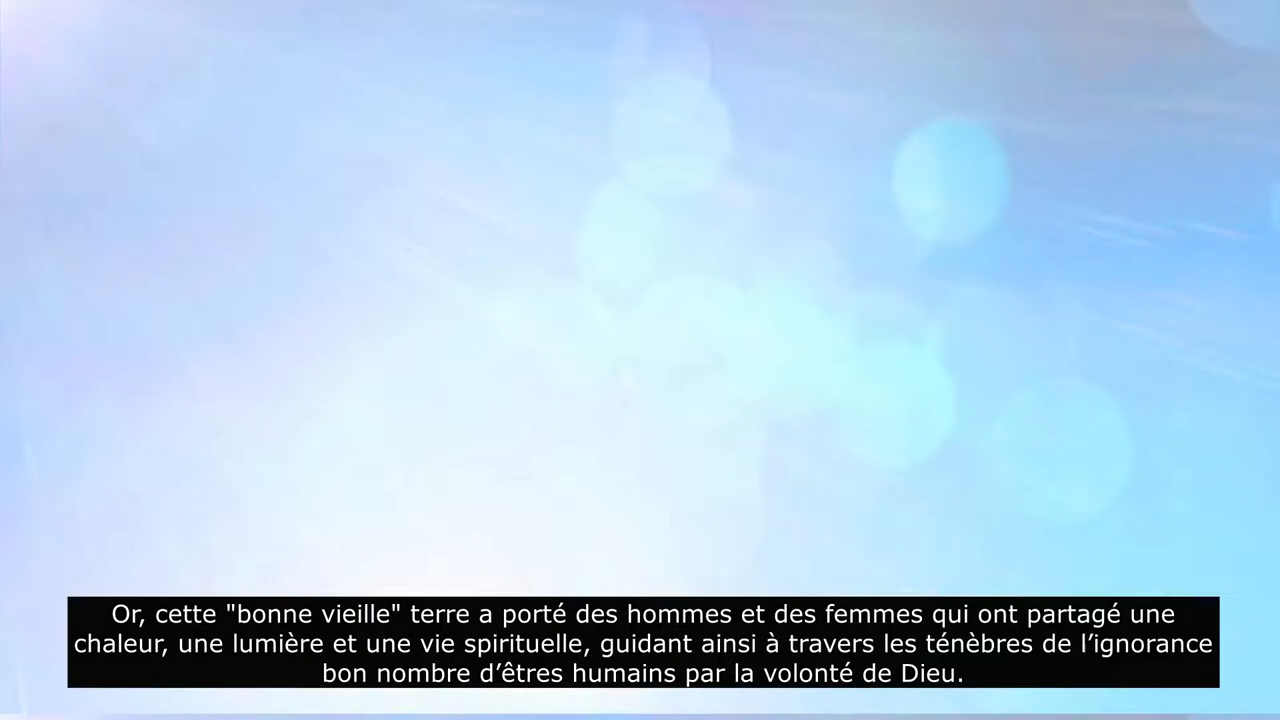 Or, cette "bonne vieille" terre a porté des hommes et des femmes qui ont partagé une
chaleur, une lumière et une vie spirituelle, guidant ainsi à travers les ténèbres de l’ignorance
bon nombre d’êtres humains par la volonté de Dieu.